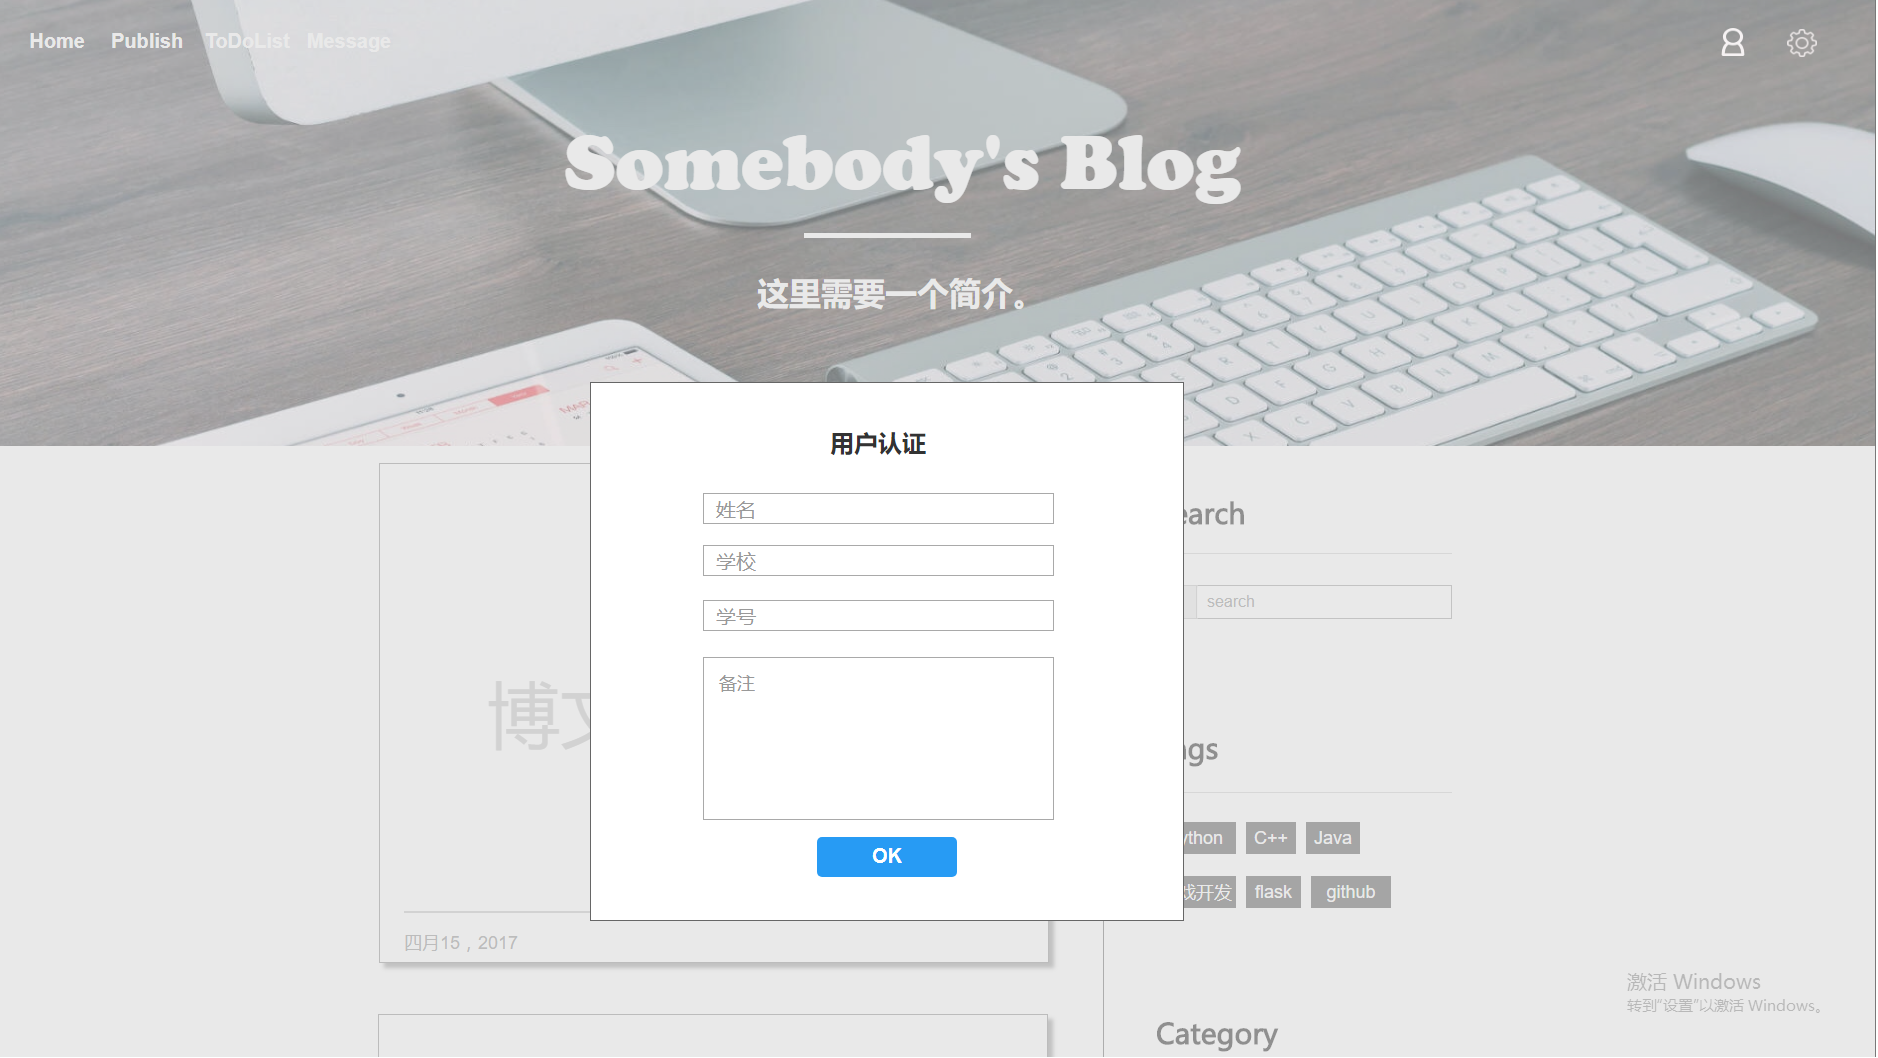 Home Publish ToDoList Message
Somebody's Blog
这里需要一个简介。
用户认证
姓名
学校
学号
备注
OK
earch
search
博文
gs
ython C++ Java
戏开发 flask github
四月15，2017
激活 Windows
转到"设置"以激活 Windows。
Category